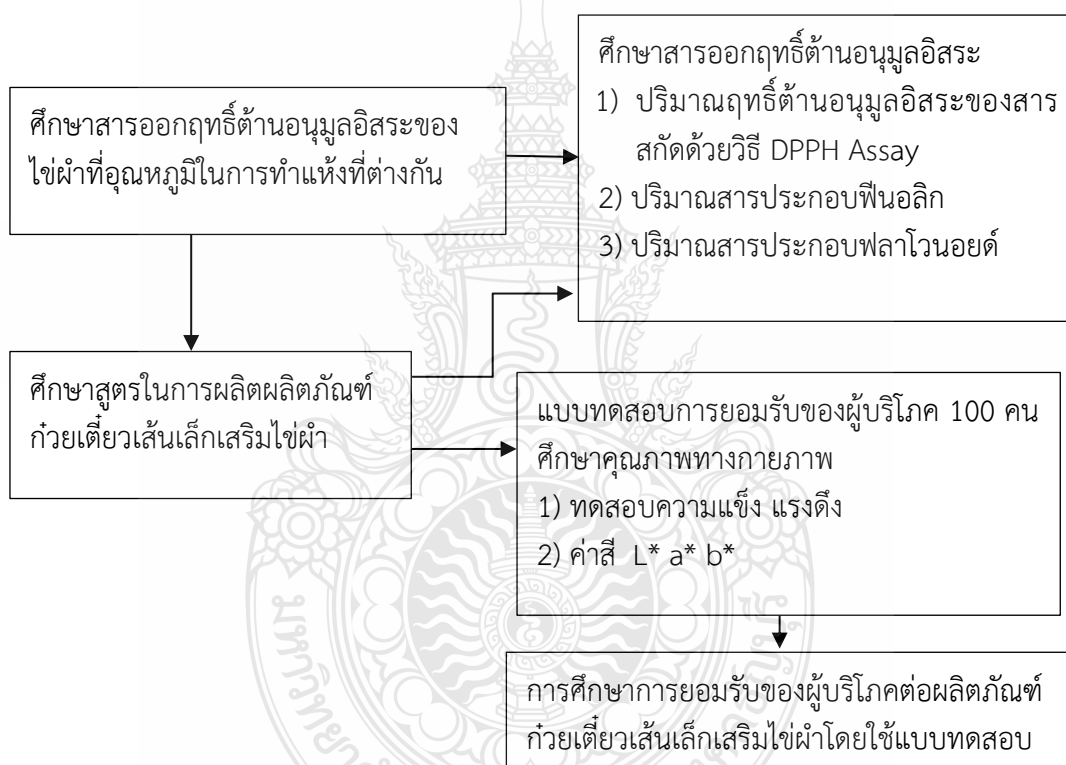 ศึกษาสารออกฤทธิ์ต้านอนุมูลอิสระของ
ไข่ผำที่อุณหภูมิในการทำแห้งที่ต่างกัน
ศึกษาสารออกฤทธิ์ต้านอนุมูลอิสระ
1) ปริมาณฤทธิ์ต้านอนุมูลอิสระของสาร
สกัดด้วยวิธี DPPH Assay
2) ปริมาณสารประกอบฟีนอลิก
3) ปริมาณสารประกอบฟลาโวนอยด์
ศึกษาสูตรในการผลิตผลิตภัณฑ์
ก๋วยเตี๋ยวเส้นเล็กเสริมไข่ผำ
แบบทดสอบการยอมรับของผู้บริโภค 100 คน
ศึกษาคุณภาพทางกายภาพ
1) ทดสอบความแข็ง แรงดึง
2) ค่าสี L* a* b*
การศึกษาการยอมรับของผู้บริโภคต่อผลิตภัณฑ์
ก๋วยเตี๋ยวเส้นเล็กเสริมไข่ผำโดยใช้แบบทดสอบ